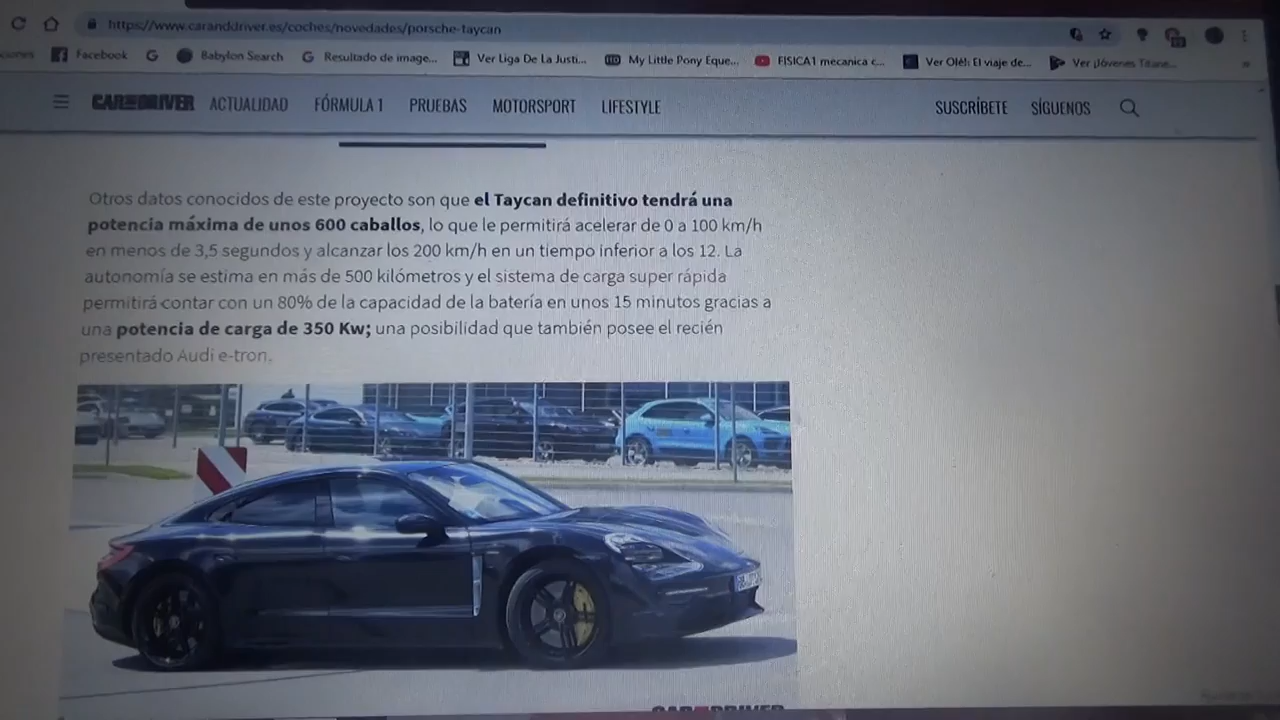 https://www.caranddriver.es/coches/novedades/porsche-taycan
Facebook
G
Babylon Search
G Resultado de image...
Ver Liga De La Justi...
My Little Pony Eque...
FISICA1 mecanica c...
Ver Olé!: El viaje de...
Ver ¡Jóvenes Titane...
CAR AND DRIVER ACTUALIDAD FÓRMULA 1 PRUEBAS MOTORSPORT LIFESTYLE SUSCRÍBETE SÍGUENOS
Otros datos conocidos de este proyecto son que el Taycan definitivo tendrá una
potencia máxima de unos 600 caballos, lo que le permitirá acelerar de 0 a 100 km/h
en menos de 3,5 segundos y alcanzar los 200 km/h en un tiempo inferior a los 12. La
autonomía se estima en más de 500 kilómetros y el sistema de carga super rápida
permitirá contar con un 80% de la capacidad de la batería en unos 15 minutos gracias a
una potencia de carga de 350 Kw; una posibilidad que también posee el recién
presentado Audi e-tron.
CAR AND DRIVER